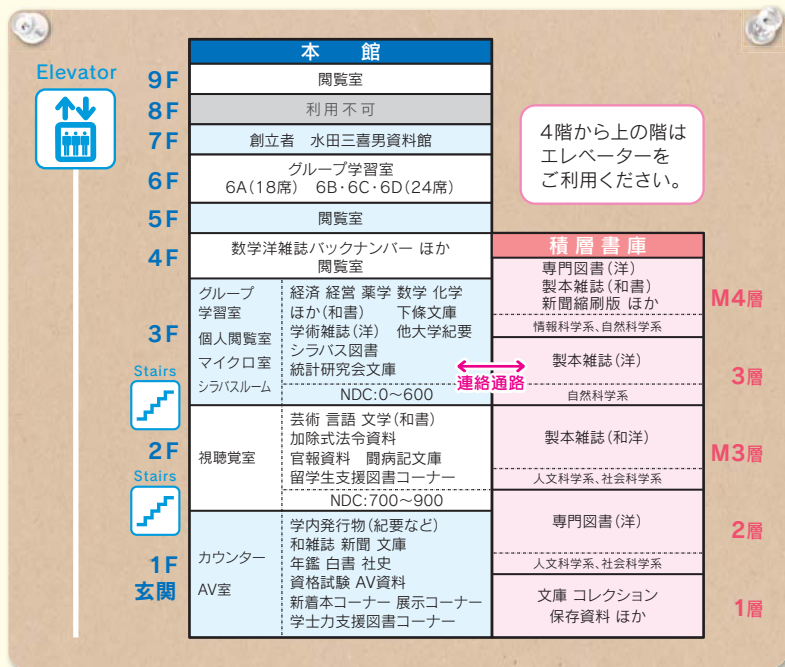 Elevator
本 館
9F
閲覧室
8F
利用不可
7F
創立者 水田三喜男資料館
6F
グループ学習室
6A(18席) 6B・6C・6D(24席)
5F
閲覧室
4F
数学洋雑誌バックナンバー ほか
閲覧室
3F
グループ
学習室
個人閲覧室
マイクロ室
シラバスルーム
経済 経営 薬学 数学 化学
ほか(和書) 下條文庫
学術雑誌(洋) 他大学紀要
シラバス図書
統計研究会文庫
NDC:0～600
連絡通路
Stairs
2F
視聴覚室
芸術 言語 文学(和書)
加除式法令資料
官報資料 闘病記文庫
留学生支援図書コーナー
NDC:700～900
Stairs
1F
玄関
カウンター
AV室
学内発行物(紀要など)
和雑誌 新聞 文庫
年鑑 白書 社史
資格試験 AV資料
新着本コーナー 展示コーナー
学士力支援図書コーナー
4階から上の階は
エレベーターを
ご利用ください。
積層書庫
専門図書(洋)
製本雑誌(和書)
新聞縮刷版 ほか
情報科学系、自然科学系
M4層
製本雑誌(洋)
自然科学系
3層
製本雑誌(和洋)
人文科学系、社会科学系
M3層
専門図書(洋)
人文科学系、社会科学系
2層
文庫 コレクション
保存資料 ほか
1層